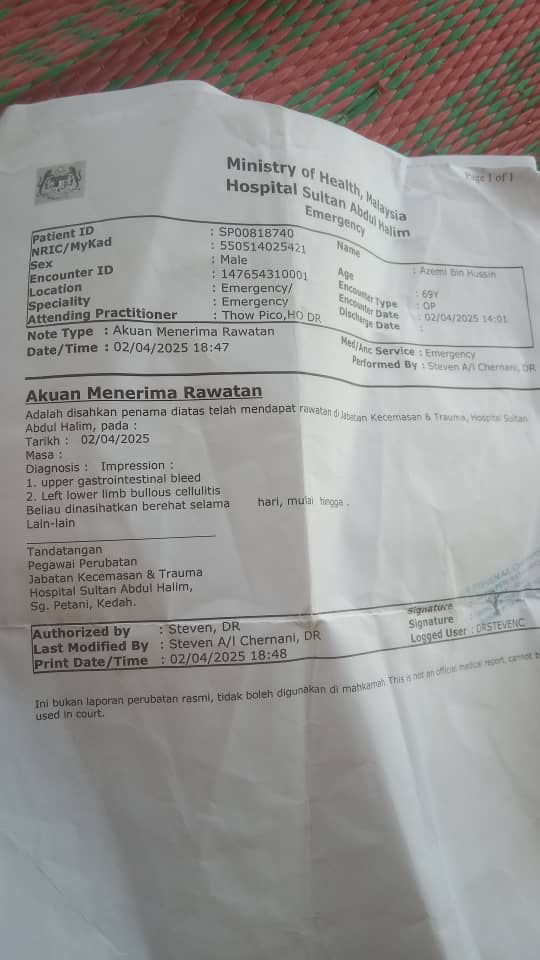 Page 1 of 1
Ministry of Health, Malaysia
Hospital Sultan Abdul Halim
Emergency
Patient ID : SP00818740
NRIC/MyKad : 550514025421 Name : Azemi Bin Hussin
Sex : Male Age : 69Y
Encounter ID : 147654310001 Encounter Type : OP
Location : Emergency/ Encounter Date : 02/04/2025 14:01
Speciality : Emergency Discharge Date :
Attending Practitioner : Thow Pico,HO DR
Note Type : Akuan Menerima Rawatan Med/Anc Service : Emergency
Date/Time : 02/04/2025 18:47 Performed By : Steven A/l Chernani, DR
Akuan Menerima Rawatan
Adalah disahkan penama diatas telah mendapat rawatan di Jabatan Kecemasan & Trauma, Hospital Sultan
Abdul Halim, pada :
Tarikh : 02/04/2025
Masa :
Diagnosis : Impression :
1. upper gastrointestinal bleed
2. Left lower limb bullous cellulitis
Beliau dinasihatkan berehat selama hari, mulai hingga .
Lain-lain
Tandatangan
Pegawai Perubatan
Jabatan Kecemasan & Trauma
Hospital Sultan Abdul Halim,
Sg. Petani, Kedah.
Signature
Authorized by : Steven, DR Signature
Last Modified By : Steven A/l Chernani, DR Logged User : DRSTEVENC
Print Date/Time : 02/04/2025 18:48
Ini bukan laporan perubatan rasmi, tidak boleh digunakan di mahkamah. This is not an official medical report, cannot
used in court.